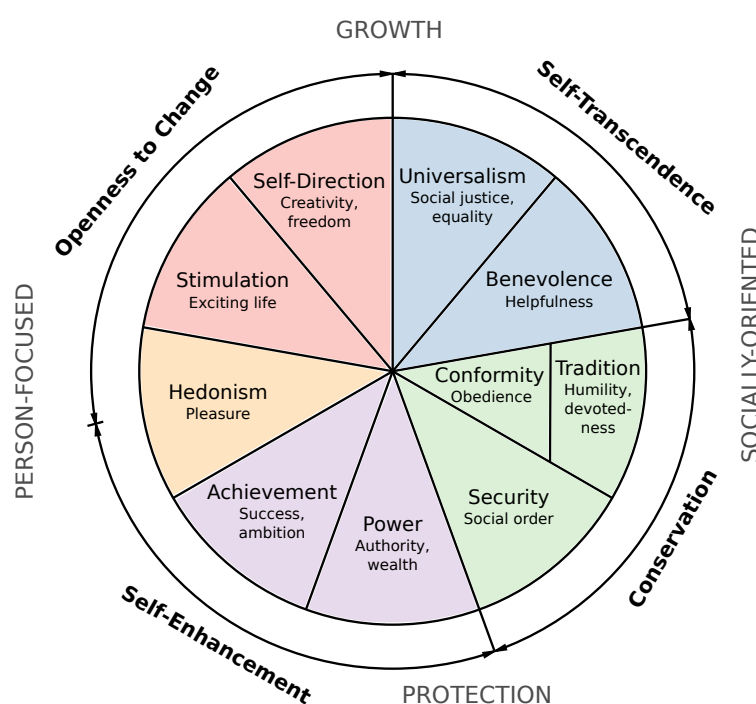 GROWTH
Openness to Change
Self-Transcendence
Self-Direction
Creativity,
freedom
Universalism
Social justice,
equality
Stimulation
Exciting life
Benevolence
Helpfulness
PERSON-FOCUSED
SOCIALLY-ORIENTED
Hedonism
Pleasure
Conformity
Obedience
Tradition
Humility,
devoted-
ness
Achievement
Success,
ambition
Power
Authority,
wealth
Security
Social order
Self-Enhancement
Conservation
PROTECTION